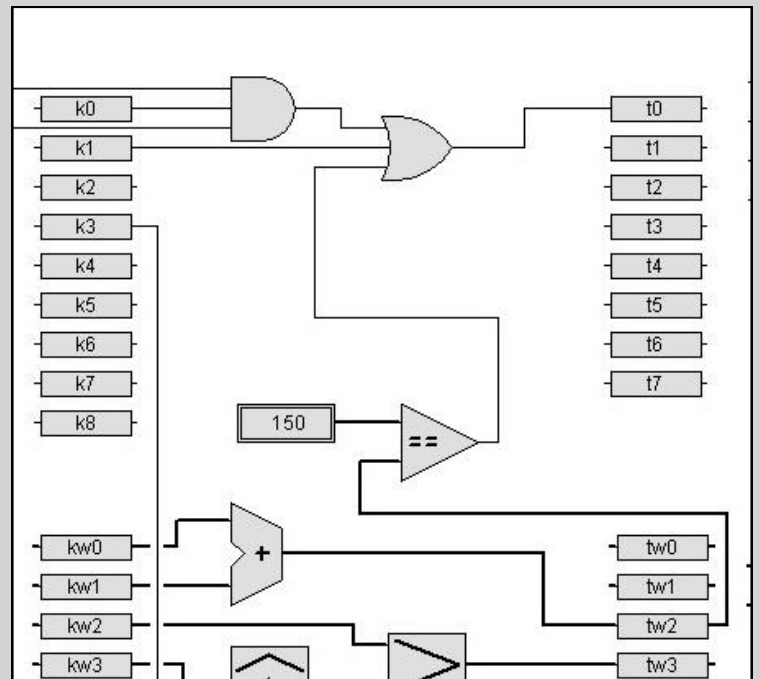 k0 t0
k1 t1
k2 t2
k3 t3
k4 t4
k5 t5
k6 t6
k7 t7
k8 150
==
kw0 + tw0
kw1 tw1
kw2 tw2
kw3 tw3